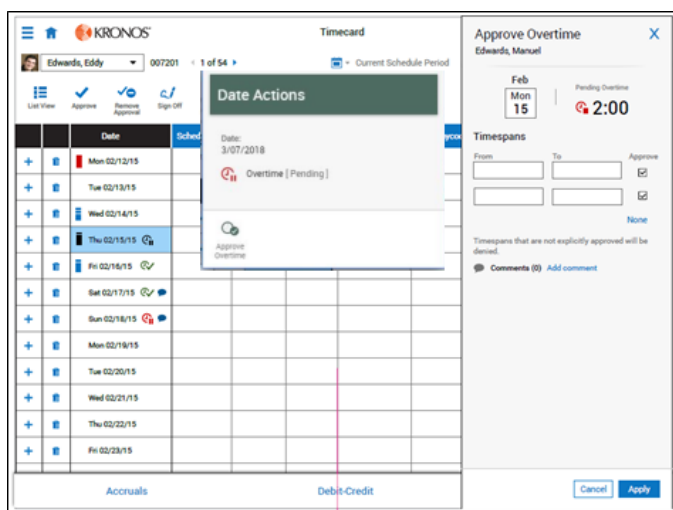 KRONOS
Timecard
Edwards, Eddy
007201
1 of 54
Current Schedule Period
List View
Approve
Remove Approval
Sign Off
Date
Sched
Mon 02/12/15
Tue 02/13/15
Wed 02/14/15
Thu 02/15/15
Fri 02/16/15
Sat 02/17/15
Sun 02/18/15
Mon 02/19/15
Tue 02/20/15
Wed 02/21/15
Thu 02/22/15
Fri 02/23/15
Accruals
Debit-Credit
Date Actions
Date:
3/07/2018
Overtime [ Pending ]
Approve
Overtime
Approve Overtime
X
Edwards, Manuel
Feb
Mon
15
Pending Overtime
2:00
Timespans
From
To
Approve
None
Timespans that are not explicitly approved will be
denied.
Comments (0) Add comment
Cancel
Apply